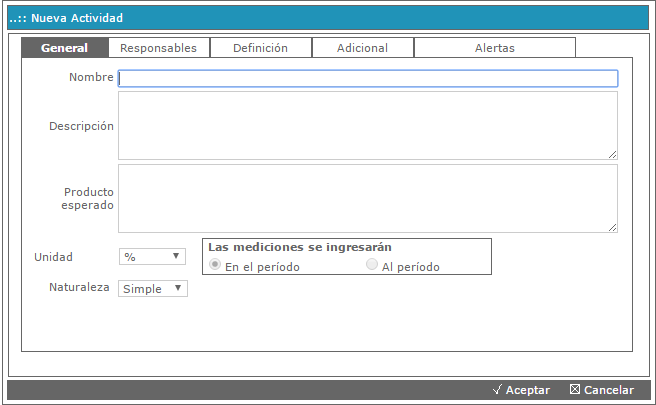 ..:: Nueva Actividad
General Responsables Definición Adicional Alertas
Nombre
Descripción
Producto
esperado
Unidad % Las mediciones se ingresarán
En el período Al período
Naturaleza Simple
Aceptar Cancelar